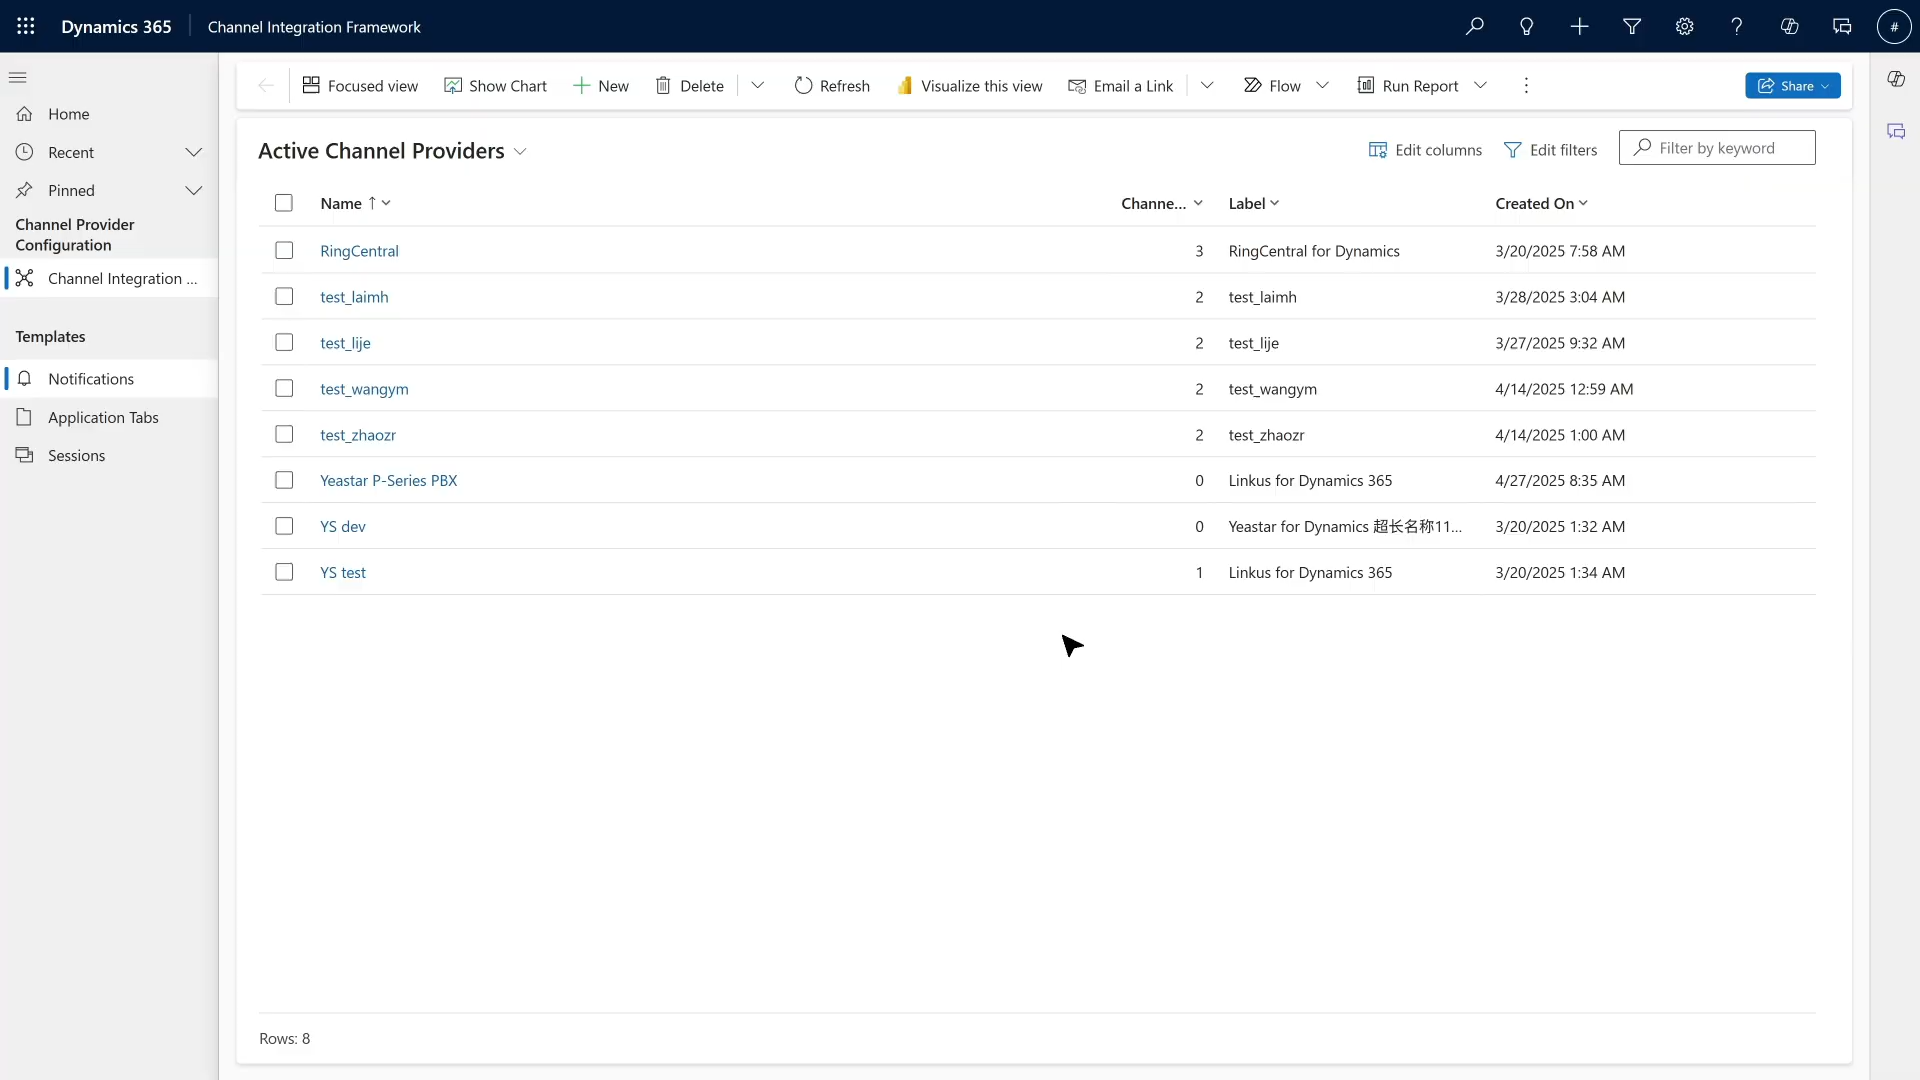 Dynamics 365
Channel Integration Framework
#
Home
Recent
Pinned
Channel Provider
Configuration
Channel Integration ...
Templates
Notifications
Application Tabs
Sessions
Focused view
Show Chart
New
Delete
Refresh
Visualize this view
Email a Link
Flow
Run Report
Share
Active Channel Providers
Edit columns
Edit filters
Filter by keyword
Name ↑ Channe... Label Created On
RingCentral 3 RingCentral for Dynamics 3/20/2025 7:58 AM
test_laimh 2 test_laimh 3/28/2025 3:04 AM
test_lije 2 test_lije 3/27/2025 9:32 AM
test_wangym 2 test_wangym 4/14/2025 12:59 AM
test_zhaozr 2 test_zhaozr 4/14/2025 1:00 AM
Yeastar P-Series PBX 0 Linkus for Dynamics 365 4/27/2025 8:35 AM
YS dev 0 Yeastar for Dynamics 超长名称11... 3/20/2025 1:32 AM
YS test 1 Linkus for Dynamics 365 3/20/2025 1:34 AM
Rows: 8